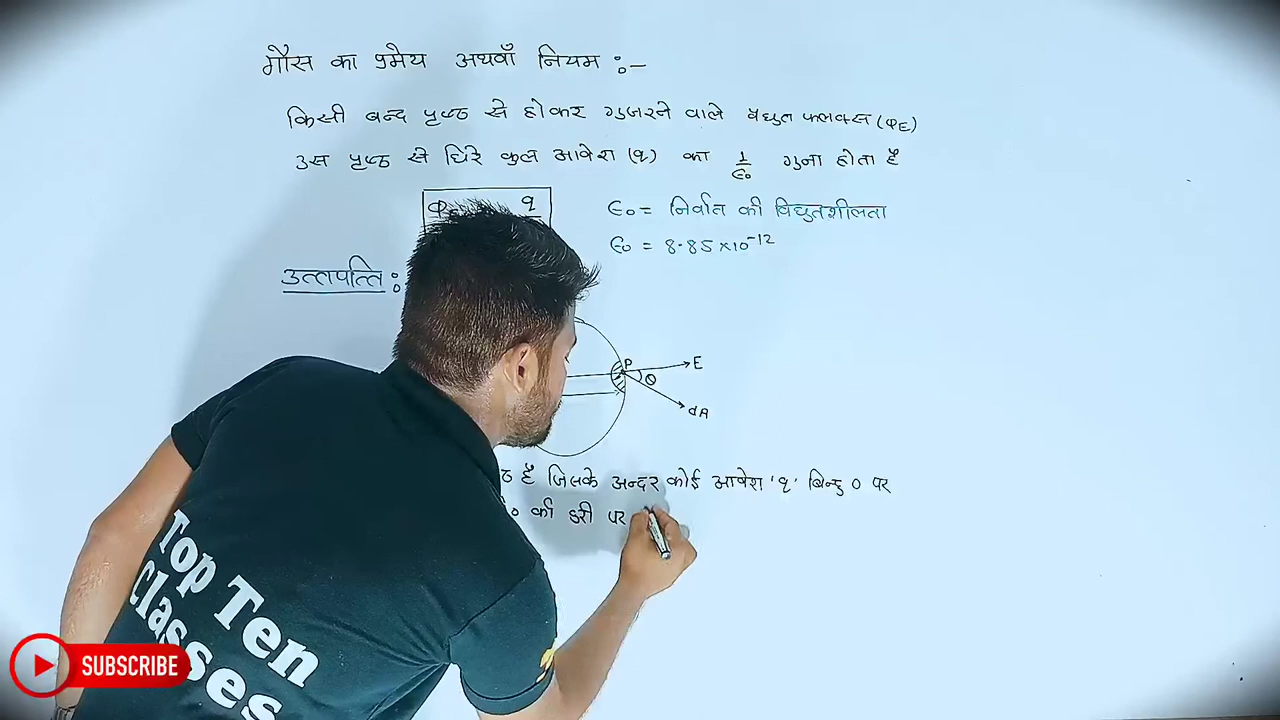 गौस का प्रमेय अथवाँ नियम :-
किसी बन्द पृष्ठ से होकर गुजरने वाले वैद्युत फ्लक्स (ΦE)
उस पृष्ठ से घिरे कुल आवेश (q) का 1/ϵ0 गुना होता है
Φ q
ϵ0 = निर्वात की विद्युतशीलता
ϵ0 = 8.85×10⁻¹²
उत्तपत्ति :
P
E
θ
dA
है जिसके अन्दर कोई आवेश 'q' बिन्दु O पर
की दूरी पर
Top Ten
Classes
SUBSCRIBE